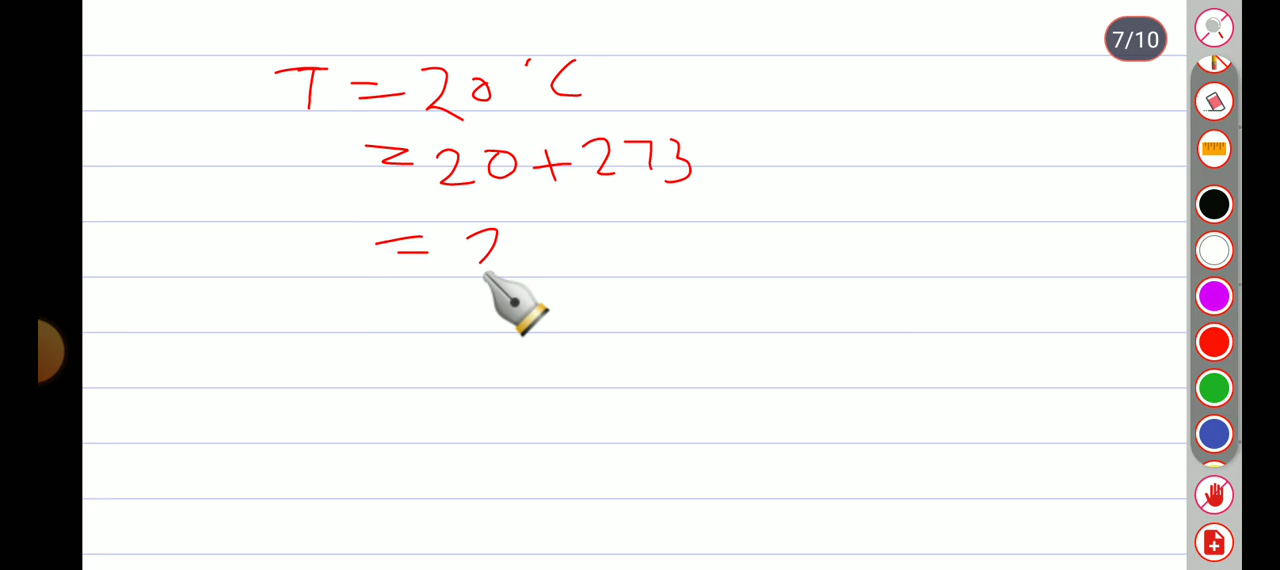 7/10
T = 20°C
= 20 + 273
=